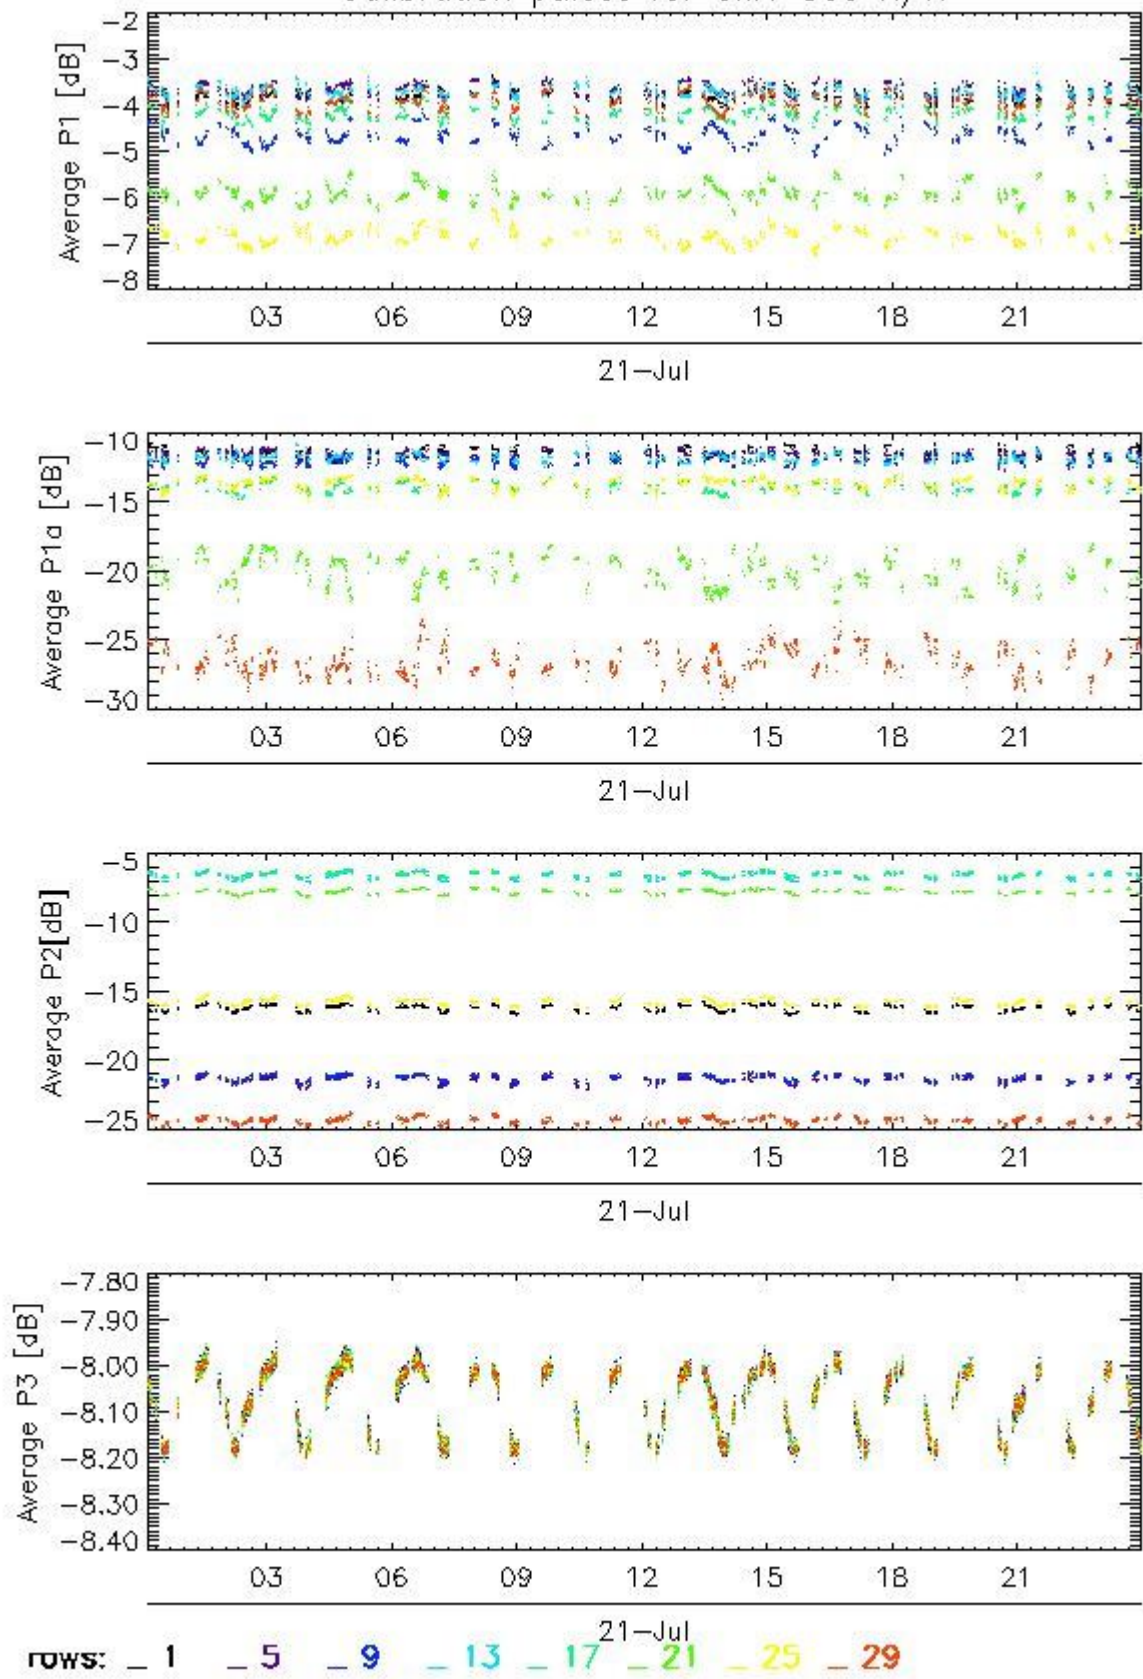 −2
−3
−4
−5
−6
−7
−8
Average P1 [dB]
03 06 09 12 15 18 21
21−Jul
−10
−15
−20
−25
−30
Average P1a [dB]
03 06 09 12 15 18 21
21−Jul
−5
−10
−15
−20
−25
Average P2[dB]
03 06 09 12 15 18 21
21−Jul
−7.80
−7.90
−8.00
−8.10
−8.20
−8.30
−8.40
Average P3 [dB]
03 06 09 12 15 18 21
21−Jul
rows: _ 1 _ 5 _ 9 _ 13 _ 17 _ 21 _ 25 _ 29